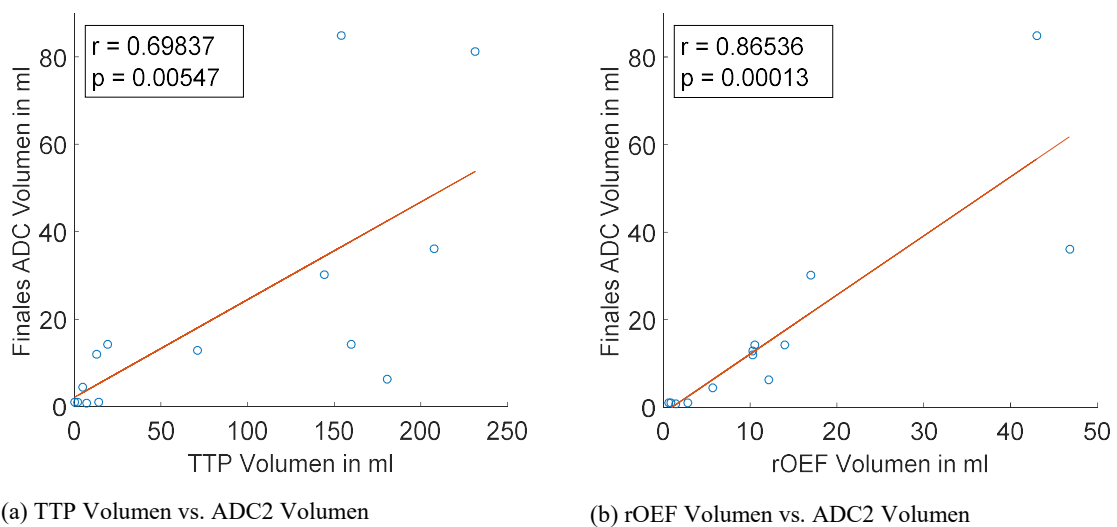 r = 0.69837
p = 0.00547
80
60
40
20
0
Finales ADC Volumen in ml
0 50 100 150 200 250
TTP Volumen in ml
(a) TTP Volumen vs. ADC2 Volumen
r = 0.86536
p = 0.00013
80
60
40
20
0
Finales ADC Volumen in ml
0 10 20 30 40 50
rOEF Volumen in ml
(b) rOEF Volumen vs. ADC2 Volumen